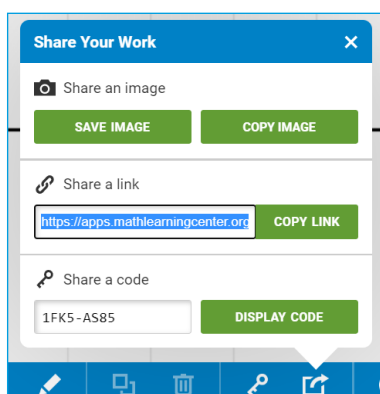 Share Your Work
Share an image
SAVE IMAGE COPY IMAGE
Share a link
https://apps.mathlearningcenter.org COPY LINK
Share a code
1FK5-AS85 DISPLAY CODE